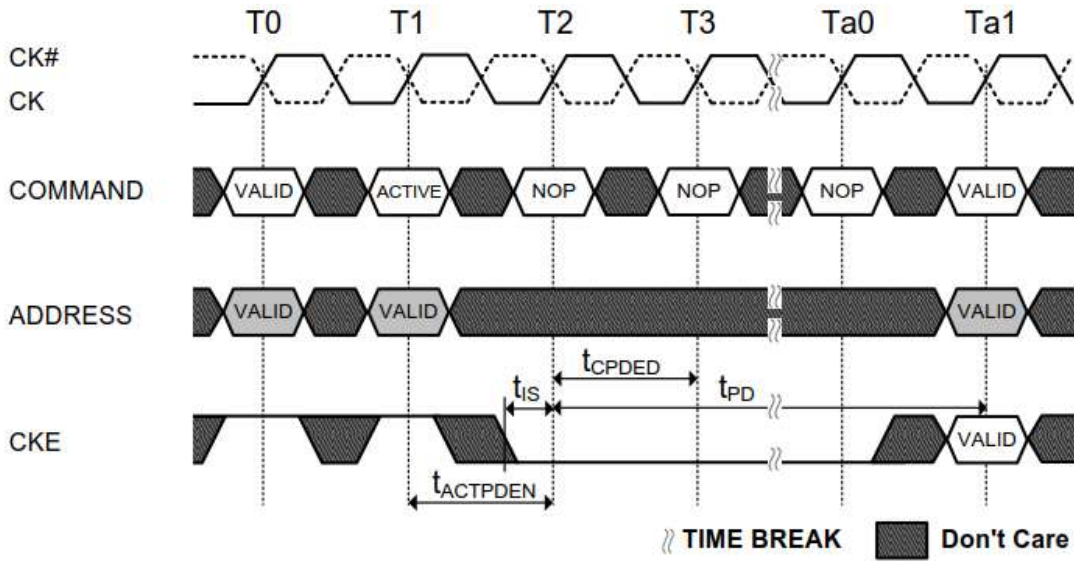 T0 T1 T2 T3 Ta0 Ta1
CK#
CK
COMMAND VALID ACTIVE NOP NOP NOP VALID
ADDRESS VALID VALID VALID
tCPDED
tIS tPD
CKE VALID
tACTPDEN
TIME BREAK Don't Care